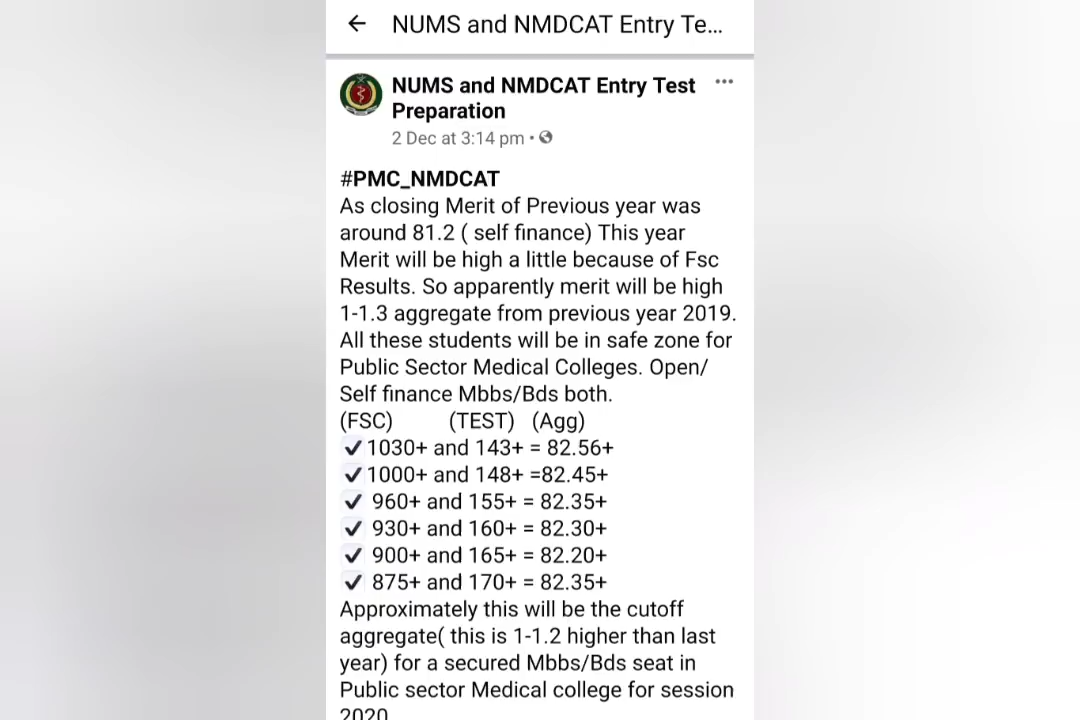 ← NUMS and NMDCAT Entry Te...
NUMS and NMDCAT Entry Test ...
Preparation
2 Dec at 3:14 pm •
#PMC_NMDCAT
As closing Merit of Previous year was
around 81.2 ( self finance) This year
Merit will be high a little because of Fsc
Results. So apparently merit will be high
1-1.3 aggregate from previous year 2019.
All these students will be in safe zone for
Public Sector Medical Colleges. Open/
Self finance Mbbs/Bds both.
(FSC) (TEST) (Agg)
✔1030+ and 143+ = 82.56+
✔1000+ and 148+ =82.45+
✔ 960+ and 155+ = 82.35+
✔ 930+ and 160+ = 82.30+
✔ 900+ and 165+ = 82.20+
✔ 875+ and 170+ = 82.35+
Approximately this will be the cutoff
aggregate( this is 1-1.2 higher than last
year) for a secured Mbbs/Bds seat in
Public sector Medical college for session
2020